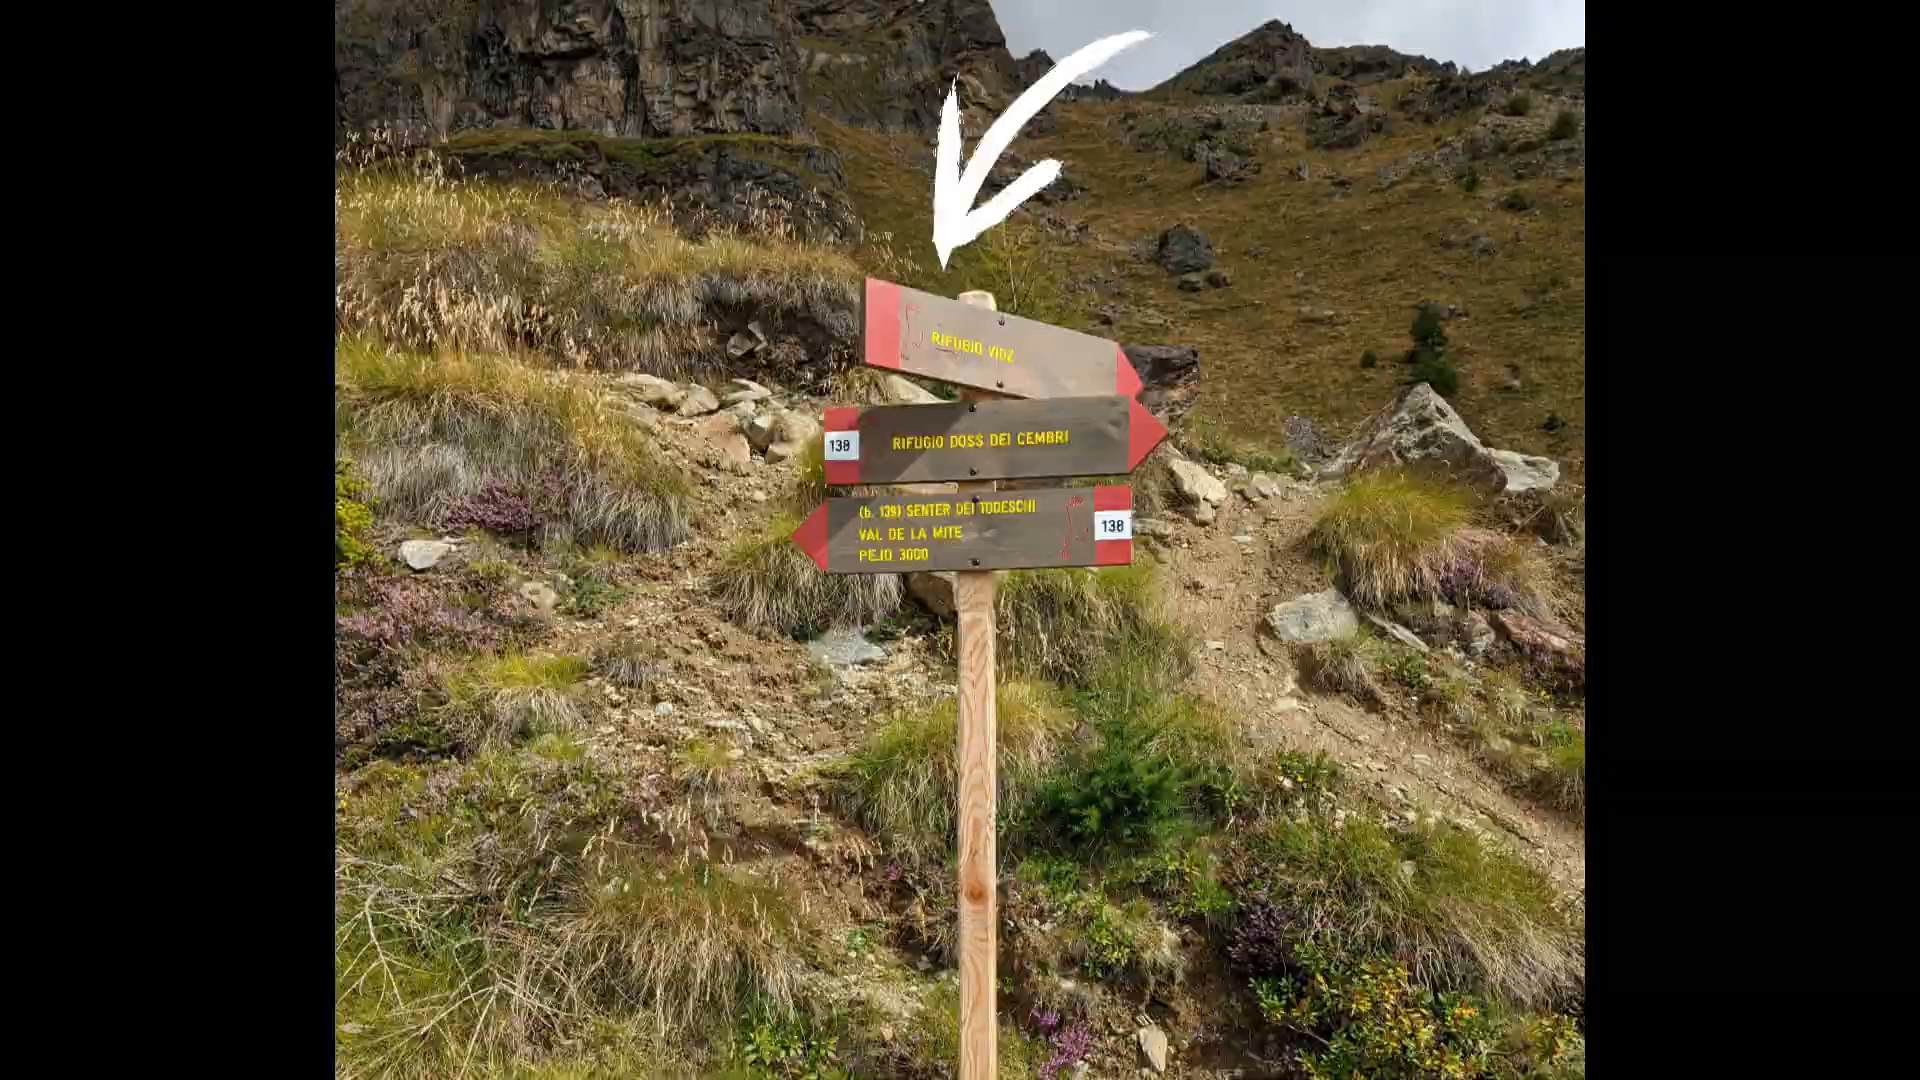 RIFUGIO VIOZ
138
RIFUGIO DOSS DEI CEMBRI
(b. 139) SENTER DEI TODESCHI
VAL DE LA MITE
PEJO 3000
138